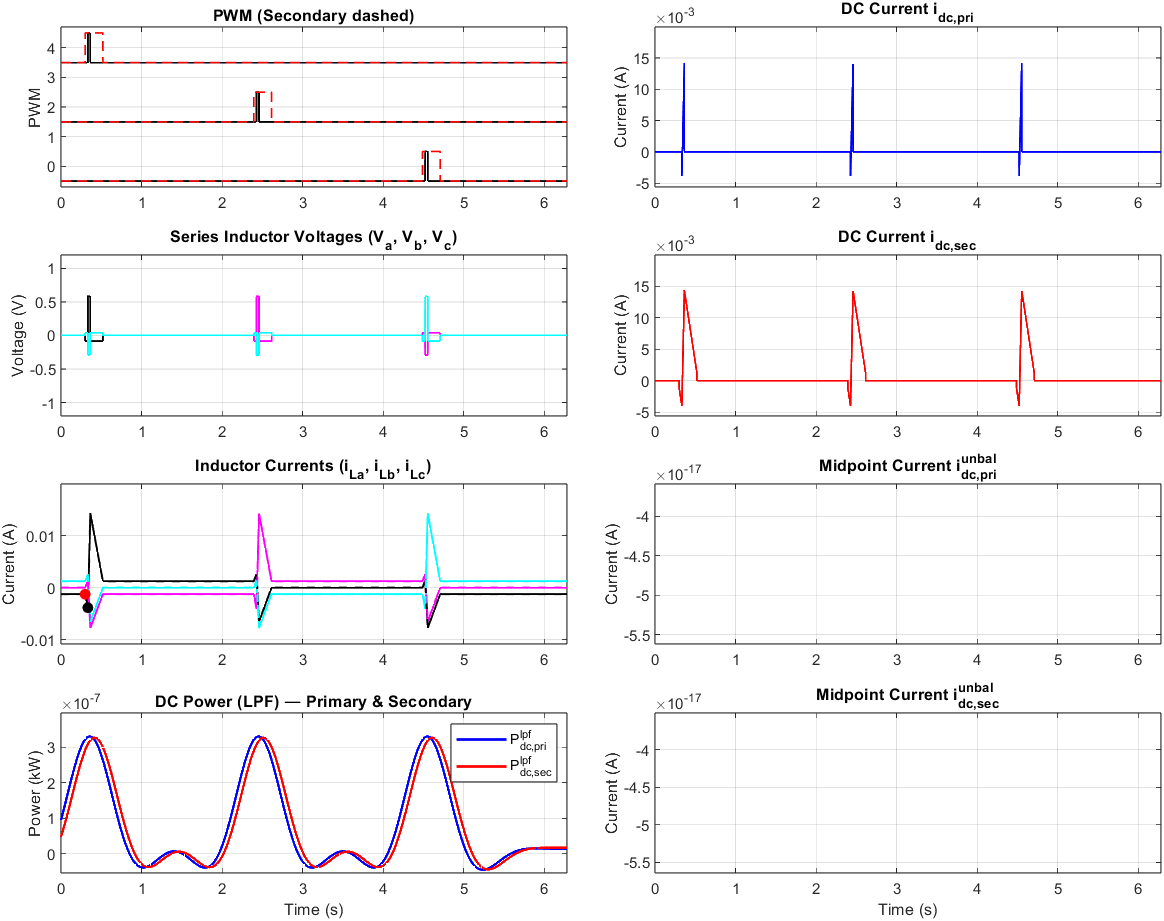 PWM (Secondary dashed)
PWM
4
3
2
1
0
0 1 2 3 4 5 6
DC Current i_dc,pri
×10^-3
Current (A)
15
10
5
0
-5
0 1 2 3 4 5 6
Series Inductor Voltages (V_a, V_b, V_c)
Voltage (V)
1
0.5
0
-0.5
-1
0 1 2 3 4 5 6
DC Current i_dc,sec
×10^-3
Current (A)
15
10
5
0
-5
0 1 2 3 4 5 6
Inductor Currents (i_La, i_Lb, i_Lc)
Current (A)
0.01
0
-0.01
0 1 2 3 4 5 6
Midpoint Current i^unbal_dc,pri
×10^-17
Current (A)
-4
-4.5
-5
-5.5
0 1 2 3 4 5 6
DC Power (LPF) — Primary & Secondary
×10^-7
Power (kW)
3
2
1
0
P^lpf_dc,pri
P^lpf_dc,sec
0 1 2 3 4 5 6
Time (s)
Midpoint Current i^unbal_dc,sec
×10^-17
Current (A)
-4
-4.5
-5
-5.5
0 1 2 3 4 5 6
Time (s)